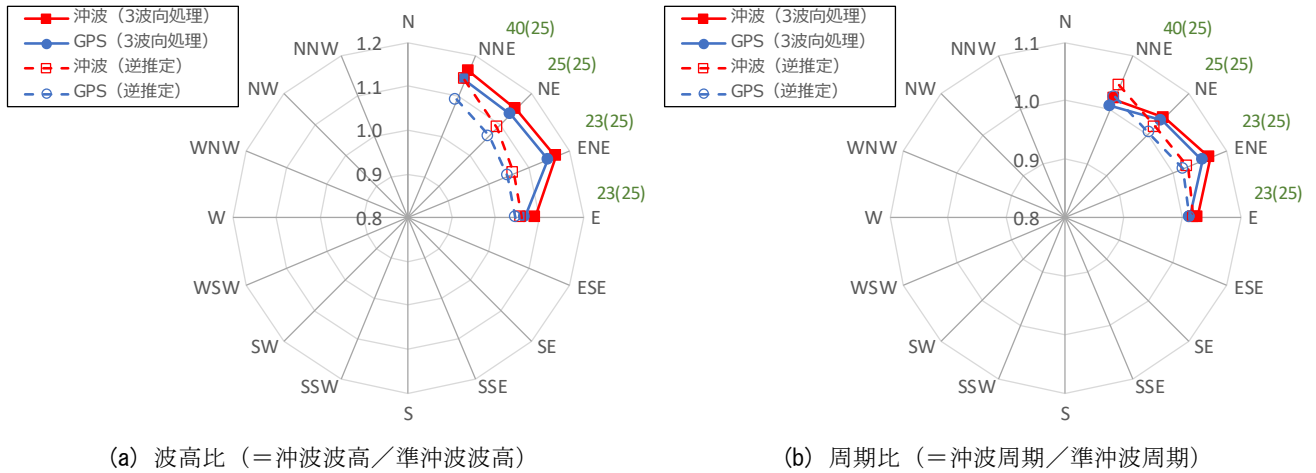 沖波（3波向処理）
GPS（3波向処理）
沖波（逆推定）
GPS（逆推定）
N
NNE
NE
ENE
E
ESE
SE
SSE
S
SSW
SW
WSW
W
WNW
NW
NNW
1.2
1.1
1.0
0.9
0.8
40(25)
25(25)
23(25)
23(25)
(a) 波高比（＝沖波波高／準沖波波高）
沖波（3波向処理）
GPS（3波向処理）
沖波（逆推定）
GPS（逆推定）
N
NNE
NE
ENE
E
ESE
SE
SSE
S
SSW
SW
WSW
W
WNW
NW
NNW
1.1
1.0
0.9
0.8
40(25)
25(25)
23(25)
23(25)
(b) 周期比（＝沖波周期／準沖波周期）